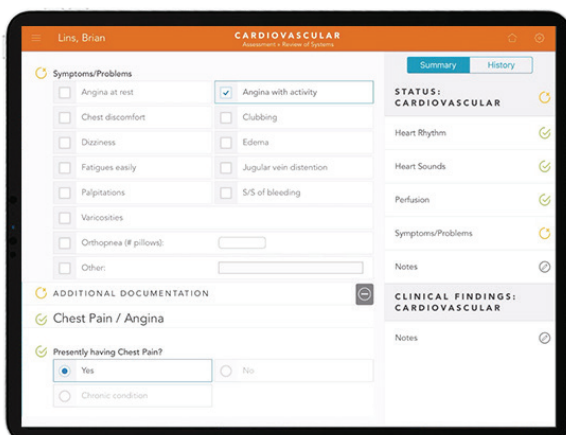 Lins, Brian
CARDIOVASCULAR
Assessment • Review of Systems
Symptoms/Problems
Angina at rest
Angina with activity
Chest discomfort
Clubbing
Dizziness
Edema
Fatigues easily
Jugular vein distention
Palpitations
S/S of bleeding
Varicosities
Orthopnea (# pillows):
Other:
ADDITIONAL DOCUMENTATION
Chest Pain / Angina
Presently having Chest Pain?
Yes
No
Chronic condition
Summary
History
STATUS:
CARDIOVASCULAR
Heart Rhythm
Heart Sounds
Perfusion
Symptoms/Problems
Notes
CLINICAL FINDINGS:
CARDIOVASCULAR
Notes